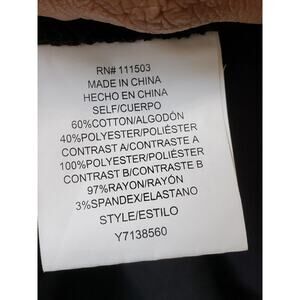 RN# 111503
MADE IN CHINA
HECHO EN CHINA
SELF/CUERPO
60%COTTON/ALGODÓN
40%POLYESTER/POLIÉSTER
CONTRAST A/CONTRASTE A
100%POLYESTER/POLIÉSTER
CONTRAST B/CONTRASTE B
97%RAYON/RAYÓN
3%SPANDEX/ELASTANO
STYLE/ESTILO
Y7138560